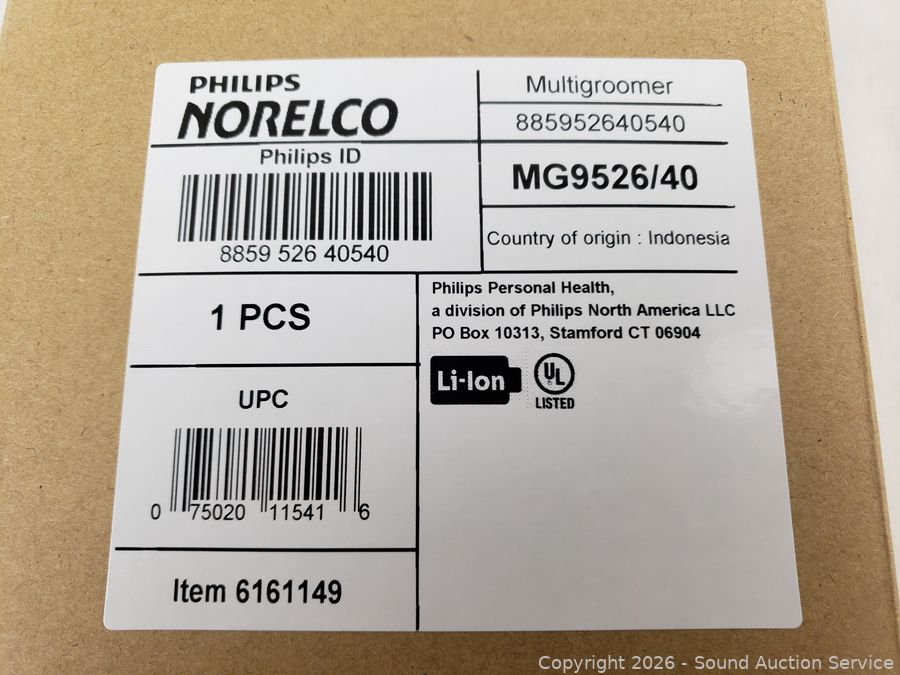 PHILIPS
NORELCO
Multigroomer
885952640540
Philips ID
8859 526 40540
MG9526/40
Country of origin : Indonesia
1 PCS
Philips Personal Health,
a division of Philips North America LLC
PO Box 10313, Stamford CT 06904
Li-Ion
UL
LISTED
UPC
0 75020 11541 6
Item 6161149
Copyright 2026 - Sound Auction Service